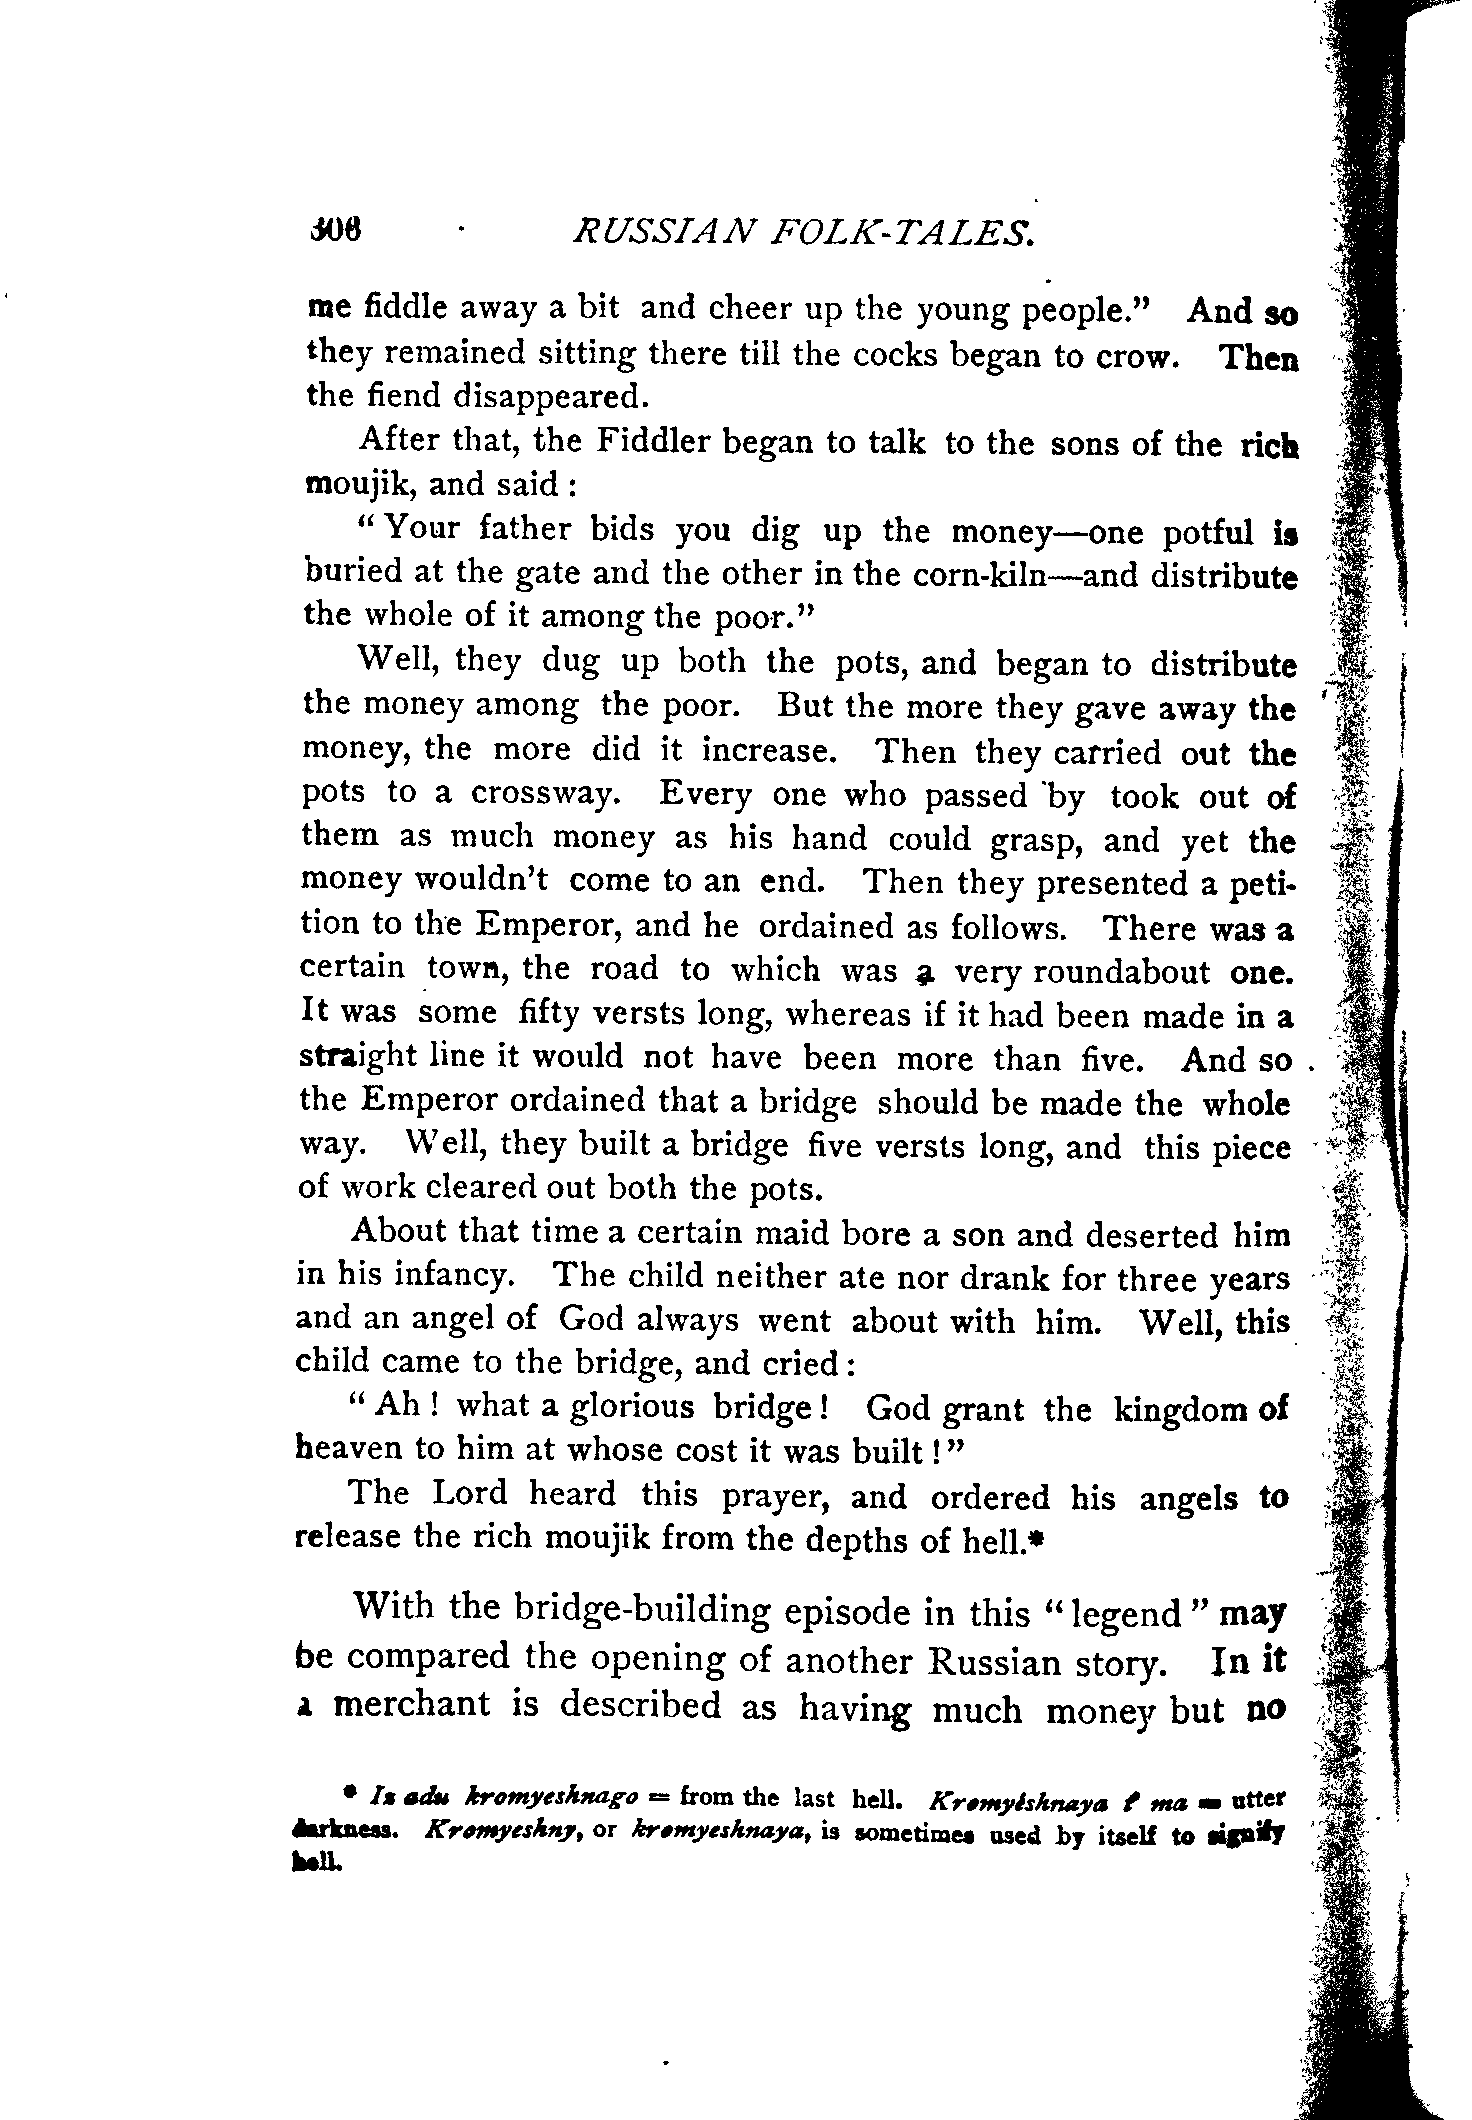 RUSSIAN FOLK-TALES.
me fiddle away a bit and cheer up the young people.” And so
they remained sitting there till the cocks began to crow. Then
the fiend disappeared.
After that, the Fiddler began to talk to the sons of the rich
moujik, and said :
“ Your father bids you dig up the money—one potful is
buried at the gate and the other in the corn-kiln—and distribute
the whole of it among the poor.”
Well, they dug up both the pots, and began to distribute
the money among the poor. But the more they gave away the
money, the more did it increase. Then they carried out the
pots to a crossway. Every one who passed by took out of
them as much money as his hand could grasp, and yet the
money wouldn’t come to an end. Then they presented a peti-
tion to the Emperor, and he ordained as follows. There was a
certain town, the road to which was a very roundabout one.
It was some fifty versts long, whereas if it had been made in a
straight line it would not have been more than five. And so
the Emperor ordained that a bridge should be made the whole
way. Well, they built a bridge five versts long, and this piece
of work cleared out both the pots.
About that time a certain maid bore a son and deserted him
in his infancy. The child neither ate nor drank for three years
and an angel of God always went about with him. Well, this
child came to the bridge, and cried :
“ Ah ! what a glorious bridge ! God grant the kingdom of
heaven to him at whose cost it was built !”
The Lord heard this prayer, and ordered his angels to
release the rich moujik from the depths of hell.*
With the bridge-building episode in this “ legend ” may
be compared the opening of another Russian story. In it
a merchant is described as having much money but no
* Iz adu kromyeshnago = from the last hell. Kromyeshnaya t’ma = utter
darkness. Kromyeshny, or kromyeshnaya, is sometimes used by itself to signify
hell.